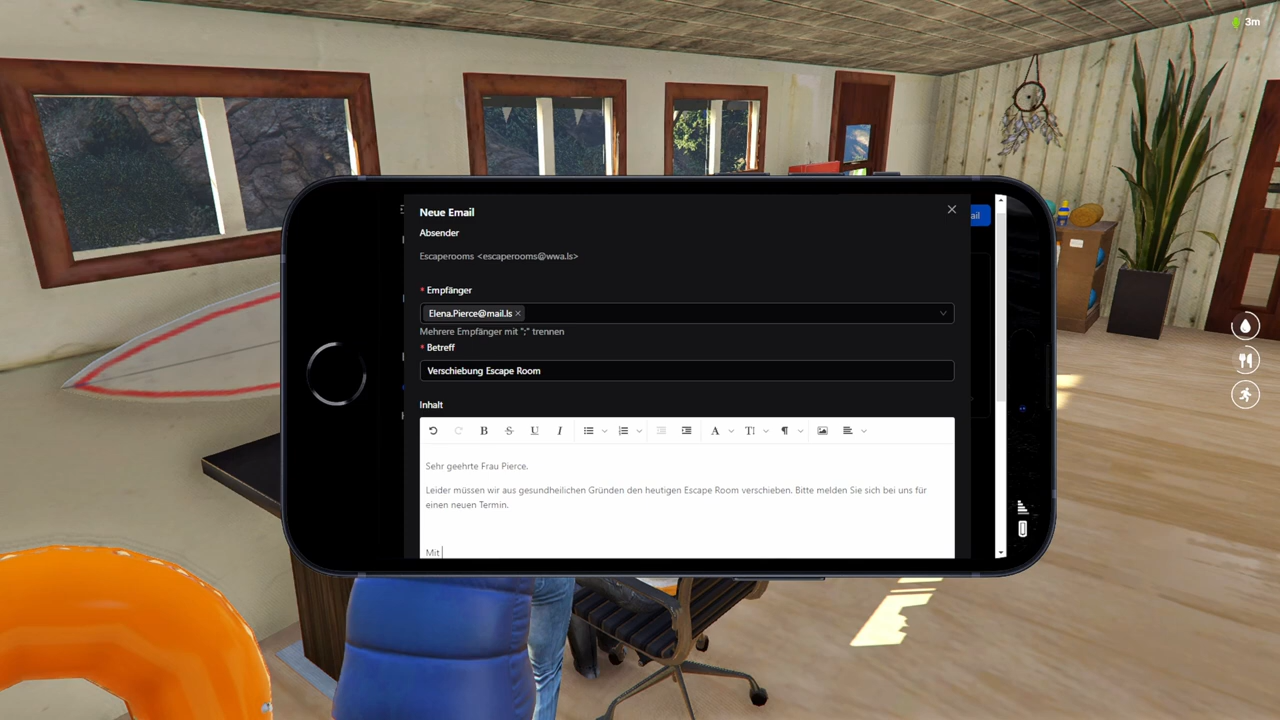 3m
Neue Email
ail
Absender
Escaperooms <escaperooms@wwa.ls>
* Empfänger
Elena.Pierce@mail.ls ×
Mehrere Empfänger mit ";" trennen
* Betreff
Verschiebung Escape Room
Inhalt
B S U I A T¶
Sehr geehrte Frau Pierce.
Leider müssen wir aus gesundheilichen Gründen den heutigen Escape Room verschieben. Bitte melden Sie sich bei uns für
einen neuen Termin.
Mit